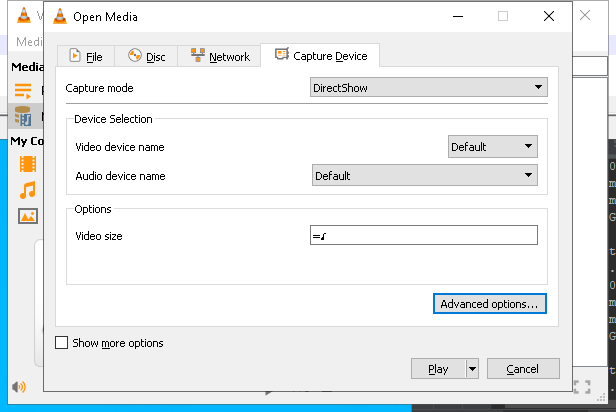 Open Media
Medi
File Disc Network Capture Device
Media
Capture mode DirectShow
Device Selection
Video device name Default
My Co
Audio device name Default
Options
Video size
Advanced options...
Show more options
Play Cancel